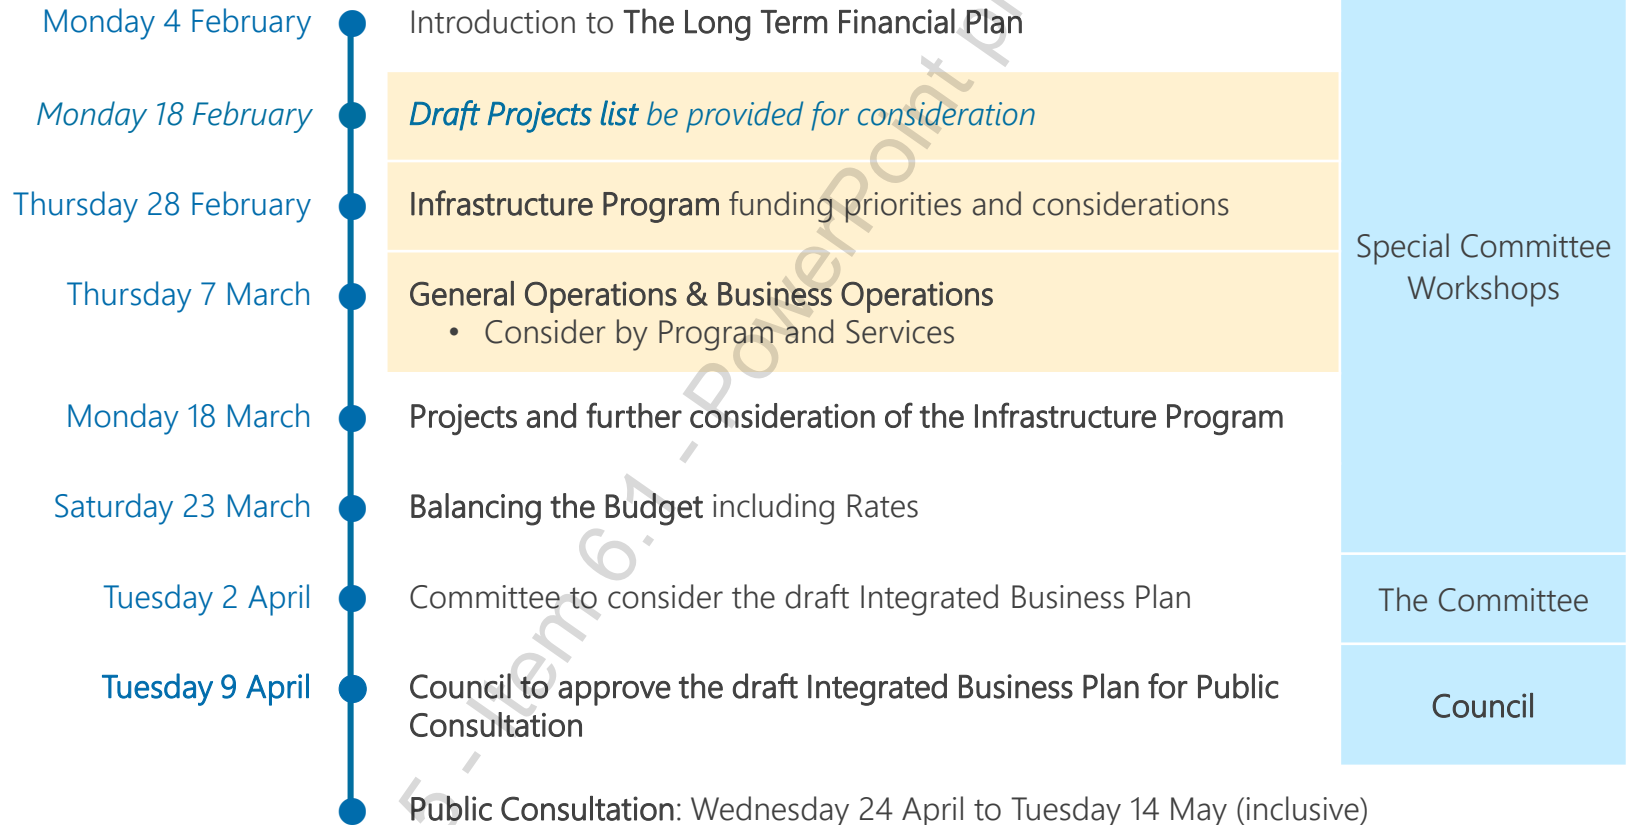 Monday 4 February
Introduction to The Long Term Financial Plan
Monday 18 February
Draft Projects list be provided for consideration
Thursday 28 February
Infrastructure Program funding priorities and considerations
Thursday 7 March
General Operations & Business Operations
• Consider by Program and Services
Monday 18 March
Projects and further consideration of the Infrastructure Program
Saturday 23 March
Balancing the Budget including Rates
Special Committee
Workshops
Tuesday 2 April
Committee to consider the draft Integrated Business Plan
The Committee
Tuesday 9 April
Council to approve the draft Integrated Business Plan for Public
Consultation
Council
Public Consultation: Wednesday 24 April to Tuesday 14 May (inclusive)
- Item 6.1 - PowerPoint